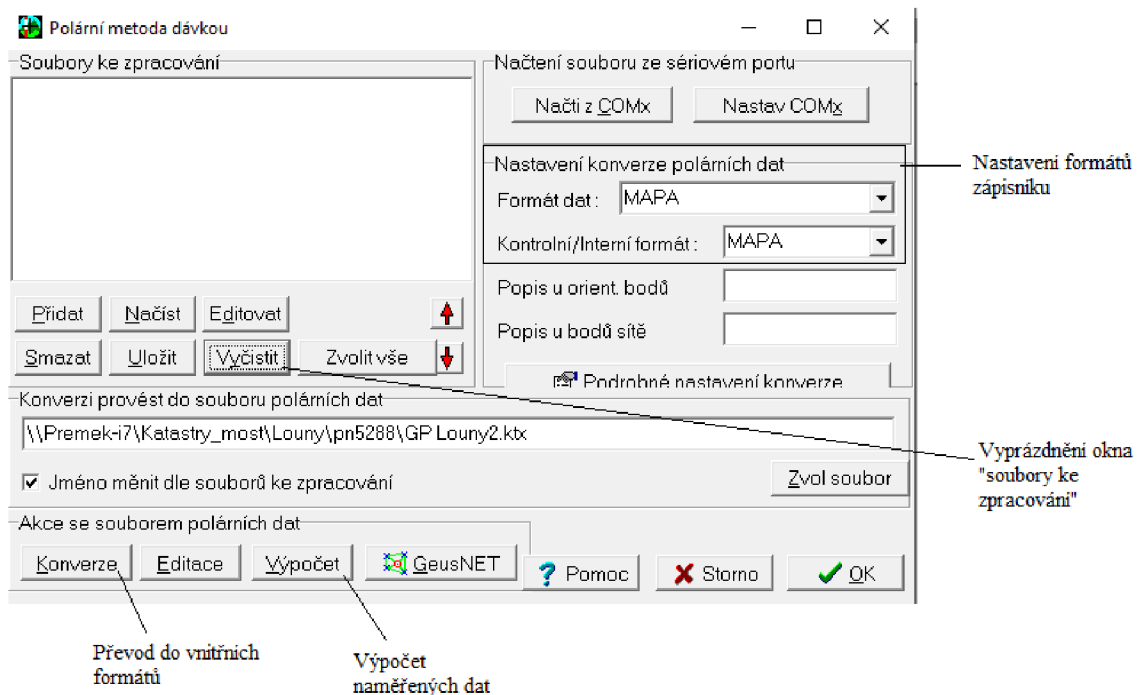 Polární metoda dávkou
Soubory ke zpracování
Načtení souboru ze sériovém portu
Načti z COMx
Nastav COMx
Nastavení konverze polárních dat
Nastavení formátů
zápisníku
Formát dat :
MAPA
Kontrolní/Interní formát :
MAPA
Popis u orient. bodů
Popis u bodů sítě
Přidat
Načíst
Editovat
Smazat
Uložit
Vyčistit
Zvolit vše
Podrobné nastavení konverze
Konverzi provést do souboru polárních dat
\\Premek-i7\Katastry_most\Louny\pn5288\GP Louny2.ktx
Vyprázdnění okna
"soubory ke
zpracování"
Jméno měnit dle souborů ke zpracování
Zvol soubor
Akce se souborem polárních dat
Konverze
Editace
Výpočet
GeusNET
Pomoc
Storno
OK
Převod do vnitřních
formátů
Výpočet
naměřených dat